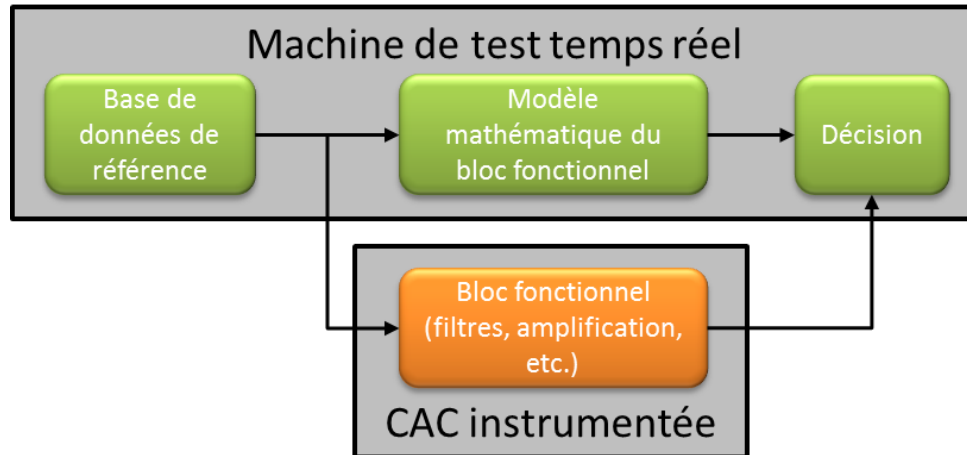 Machine de test temps réel
Base de
données de
référence
Modèle
mathématique du
bloc fonctionnel
Décision
Bloc fonctionnel
(filtres, amplification,
etc.)
CAC instrumentée